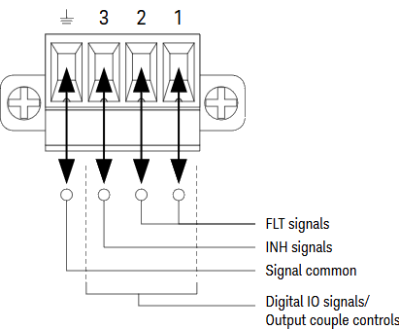 3 2 1
FLT signals
INH signals
Signal common
Digital IO signals/
Output couple controls